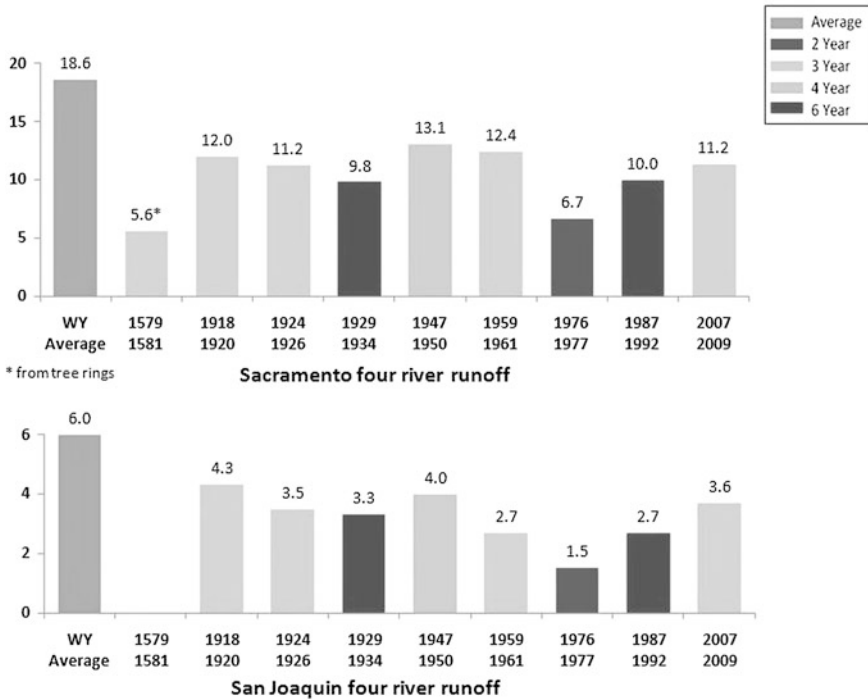 Average
2 Year
3 Year
4 Year
6 Year
20
15
10
5
0
18.6
5.6*
12.0
11.2
9.8
13.1
12.4
6.7
10.0
11.2
WY 1579 1918 1924 1929 1947 1959 1976 1987 2007
Average 1581 1920 1926 1934 1950 1961 1977 1992 2009
* from tree rings
Sacramento four river runoff
6
4
2
0
6.0
4.3
3.5
3.3
4.0
2.7
1.5
2.7
3.6
WY 1579 1918 1924 1929 1947 1959 1976 1987 2007
Average 1581 1920 1926 1934 1950 1961 1977 1992 2009
San Joaquin four river runoff